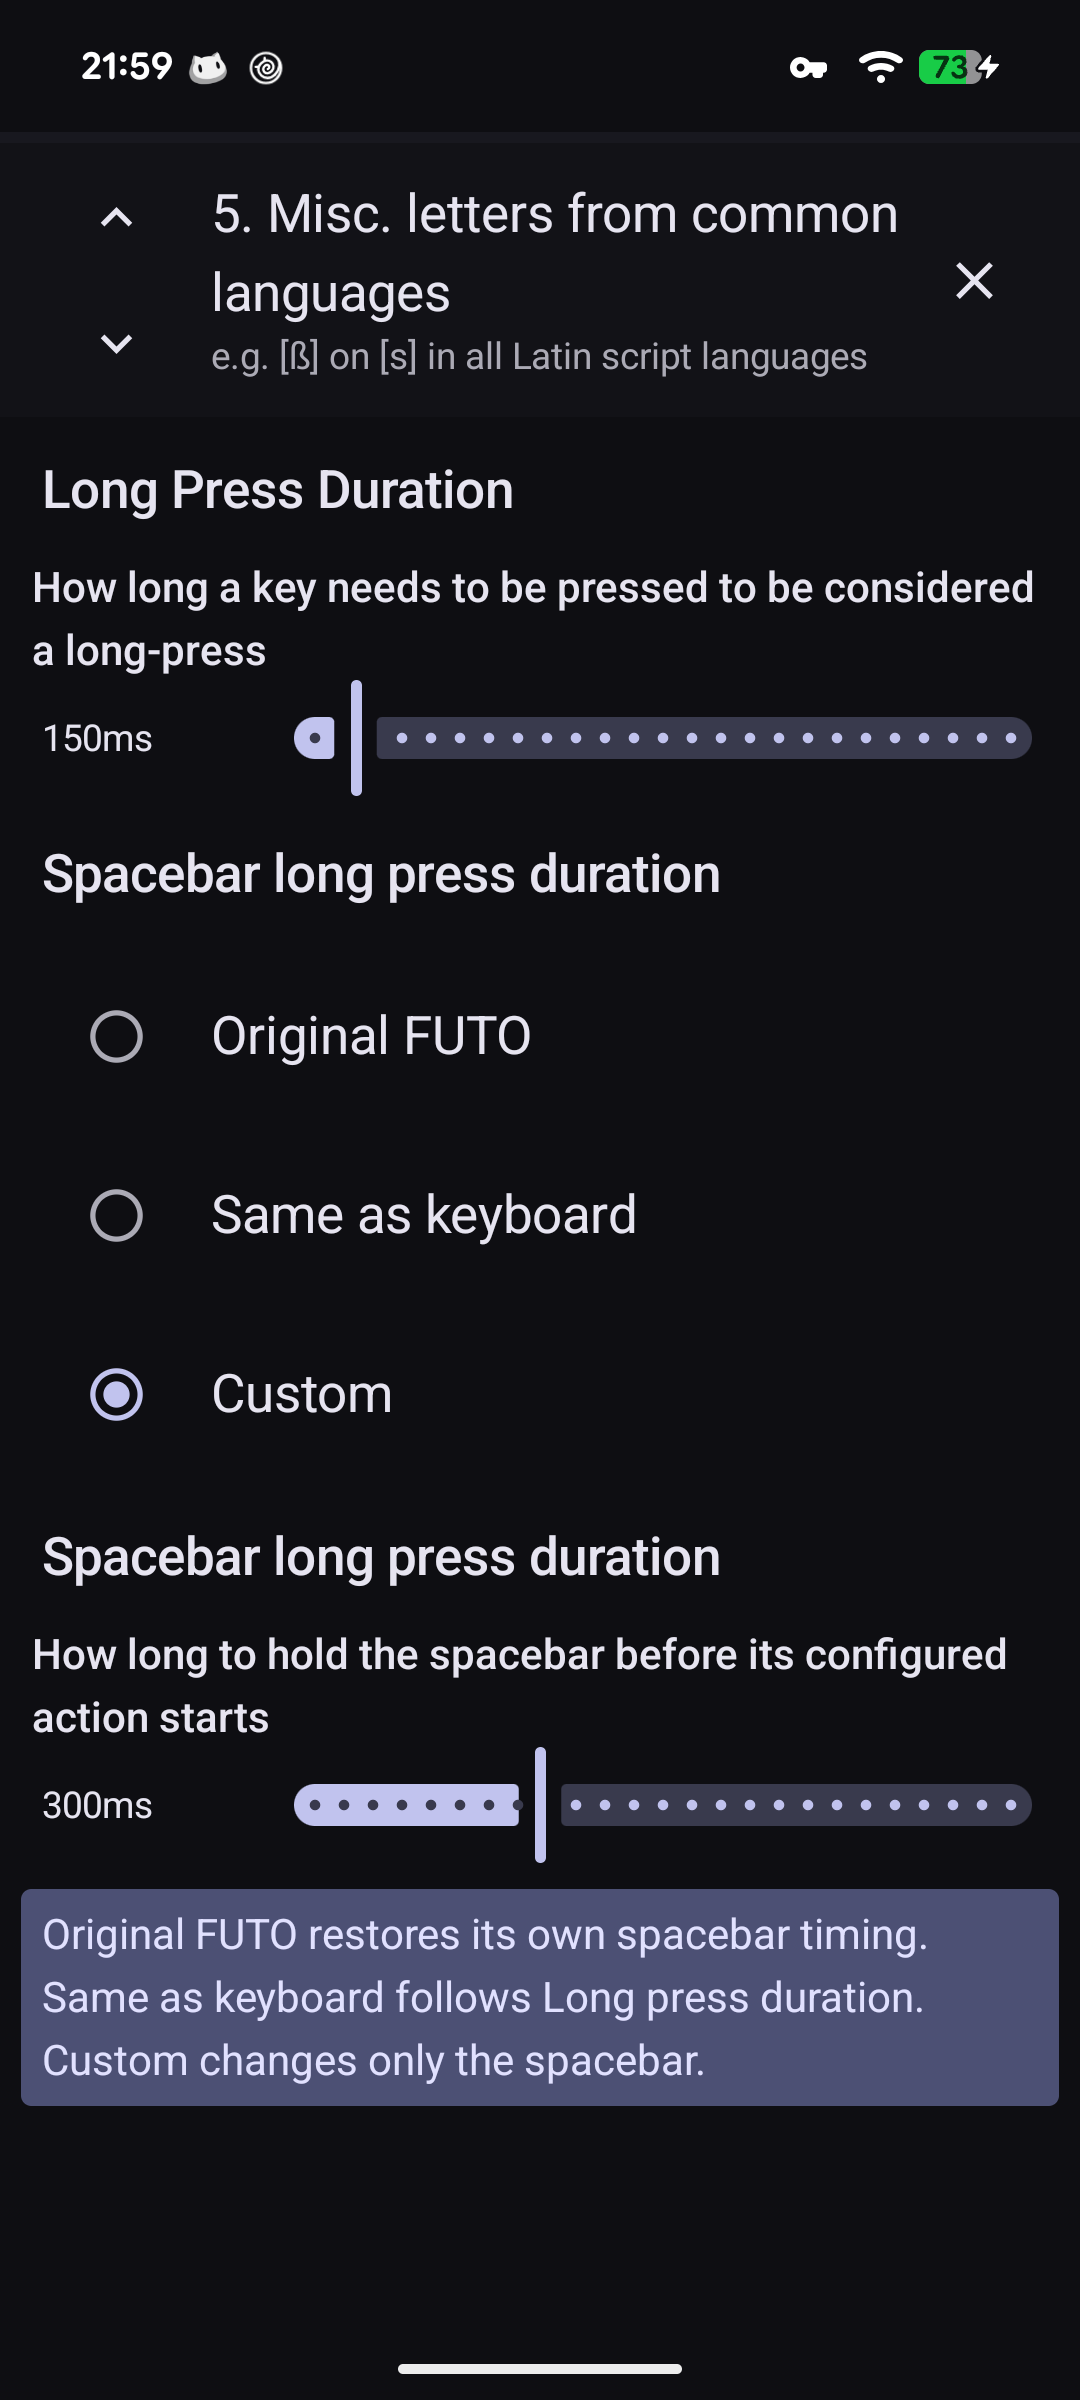 21:59
73
5. Misc. letters from common
languages
e.g. [ß] on [s] in all Latin script languages
Long Press Duration
How long a key needs to be pressed to be considered
a long-press
150ms
Spacebar long press duration
Original FUTO
Same as keyboard
Custom
Spacebar long press duration
How long to hold the spacebar before its configured
action starts
300ms
Original FUTO restores its own spacebar timing.
Same as keyboard follows Long press duration.
Custom changes only the spacebar.